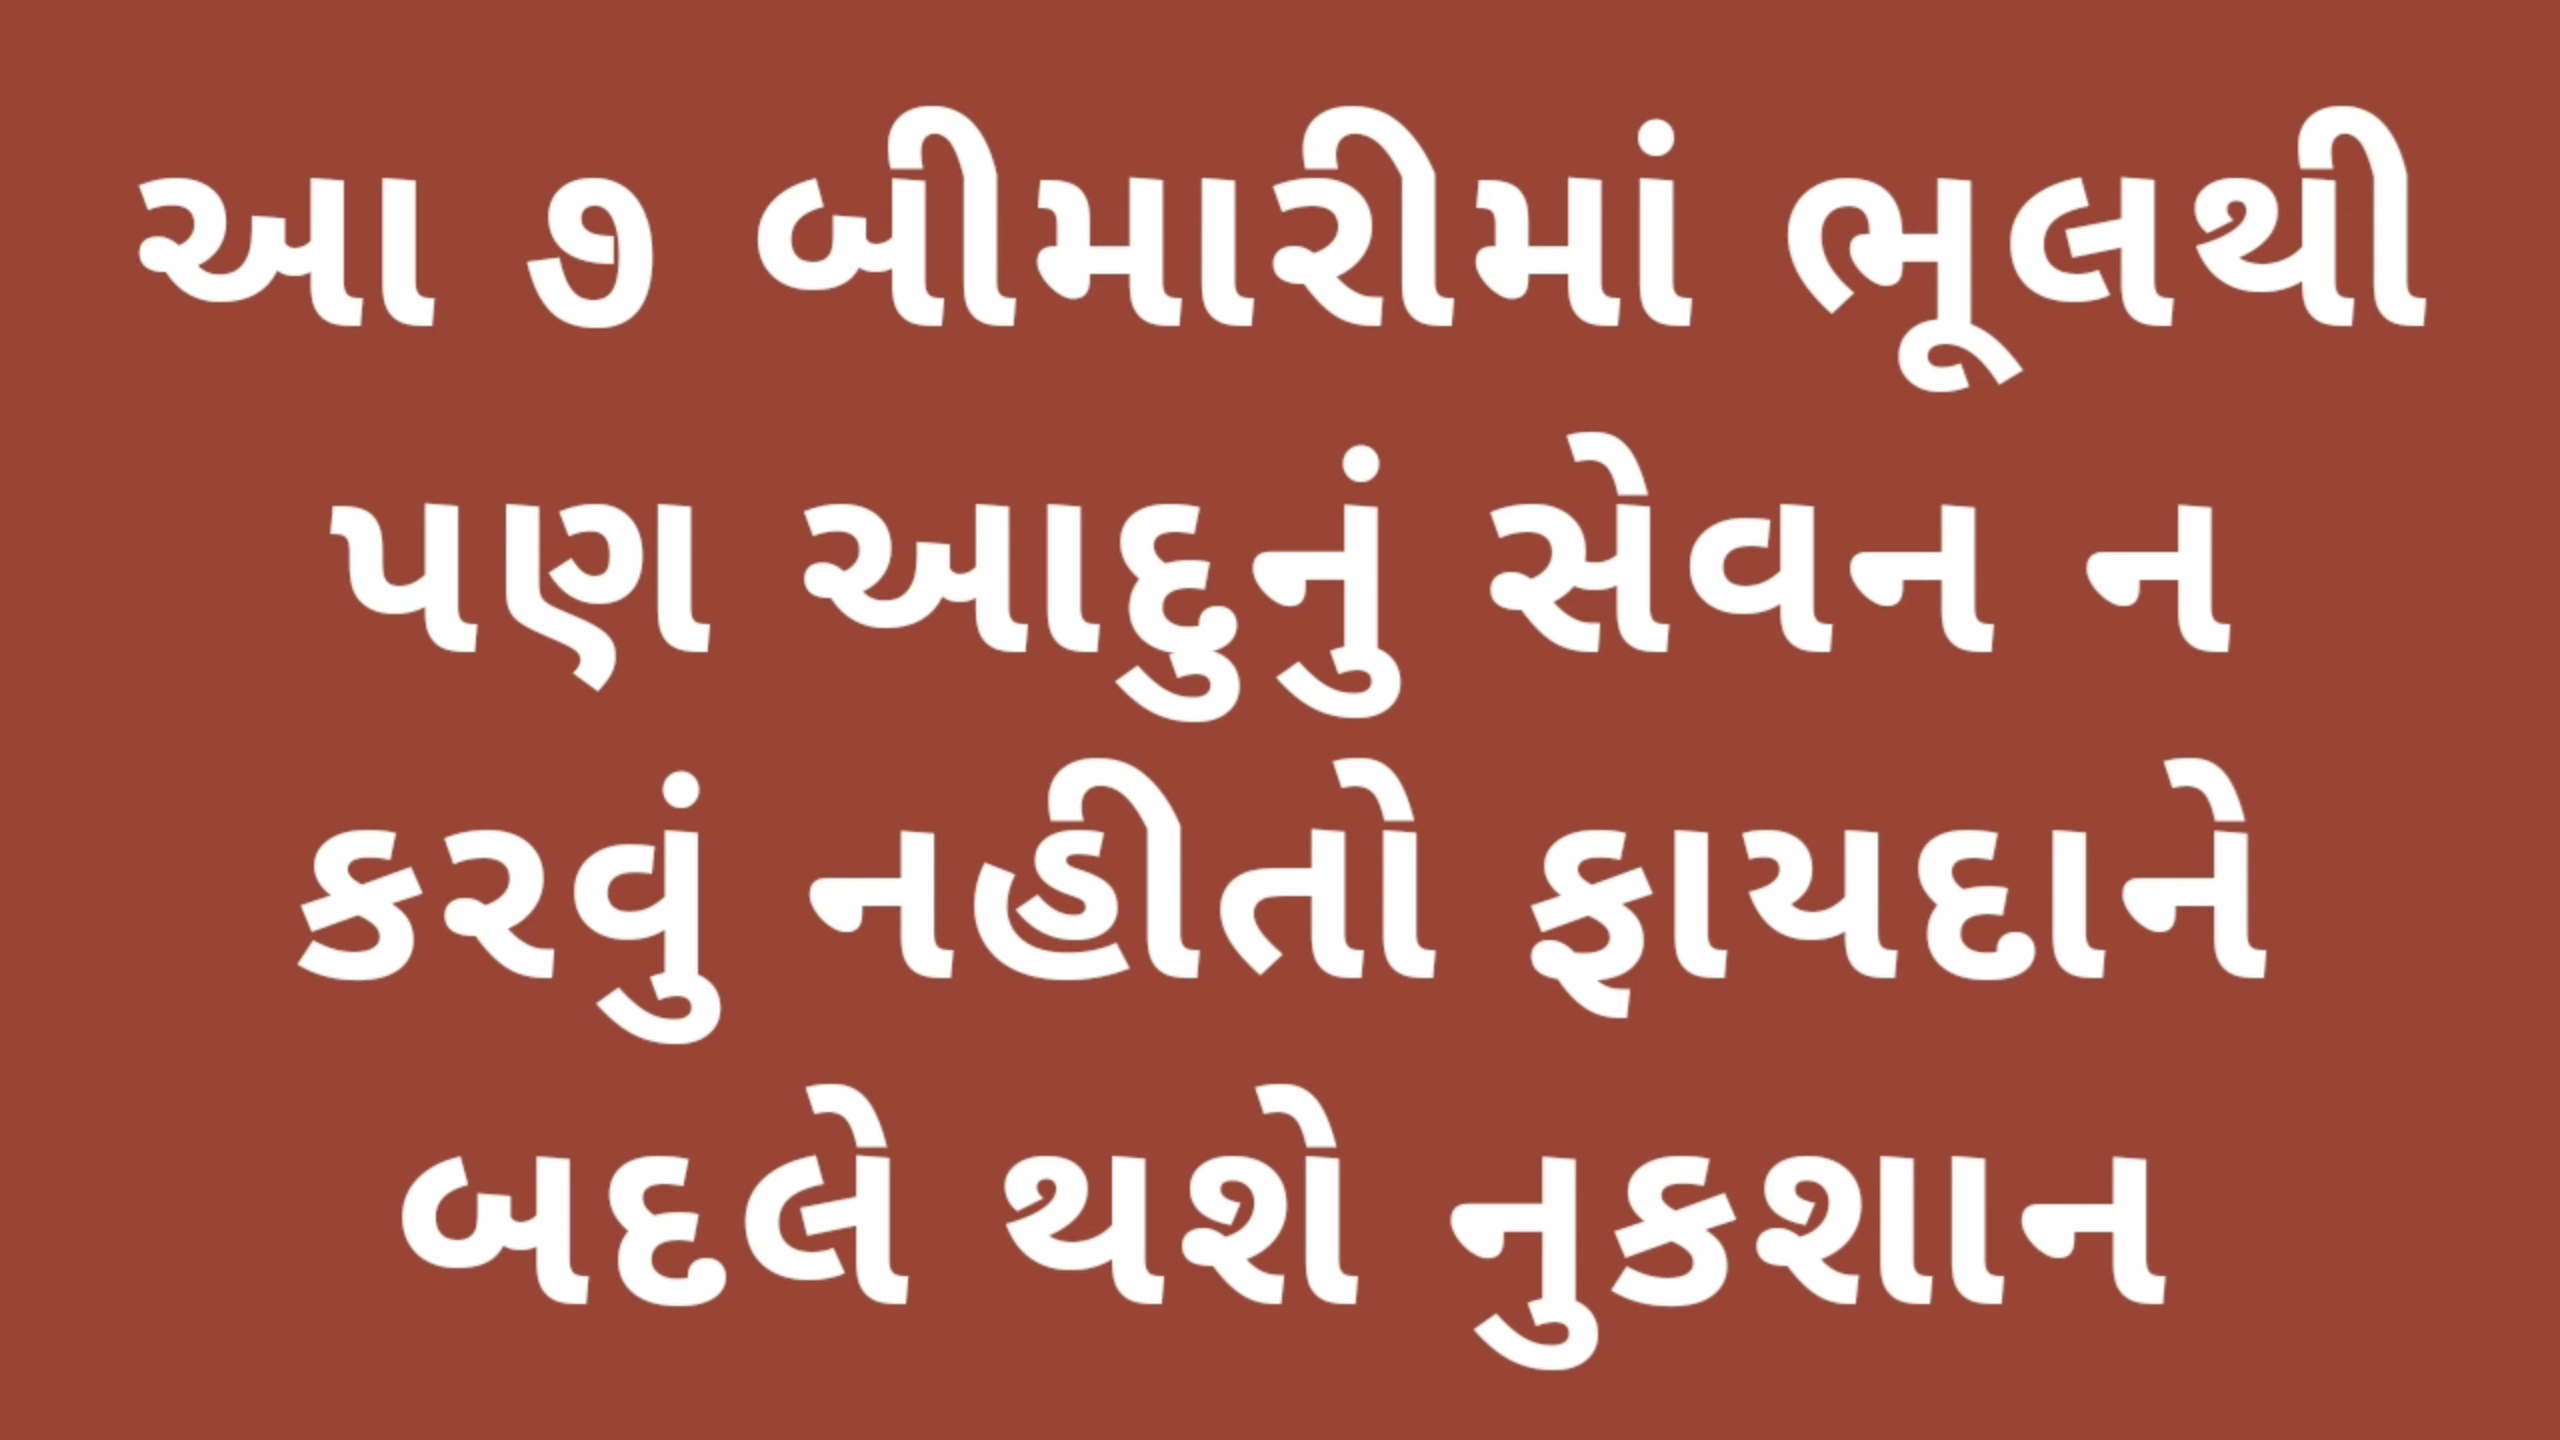 આ ૭ બીમારીમાં ભૂલથી
પણ આદુનું સેવન ન
કરવું નહીતો ફાયદાને
બદલે થશે નુકશાન